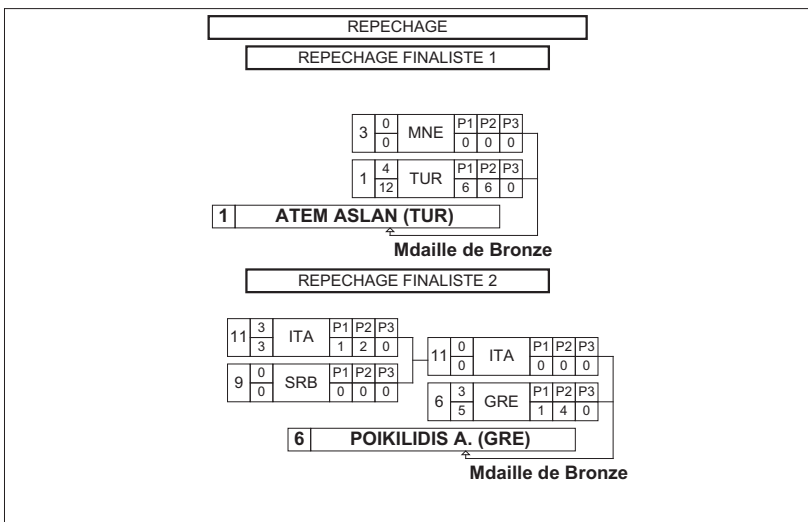 REPECHAGE
REPECHAGE FINALISTE 1
3 0 MNE P1 P2 P3
0 0 0 0
1 4 TUR P1 P2 P3
12 6 6 0
1 ATEM ASLAN (TUR)
Mdaille de Bronze
REPECHAGE FINALISTE 2
11 3 ITA P1 P2 P3
3 1 2 0
9 0 SRB P1 P2 P3
0 0 0 0
11 0 ITA P1 P2 P3
0 0 0 0
6 3 GRE P1 P2 P3
5 1 4 0
6 POIKILIDIS A. (GRE)
Mdaille de Bronze